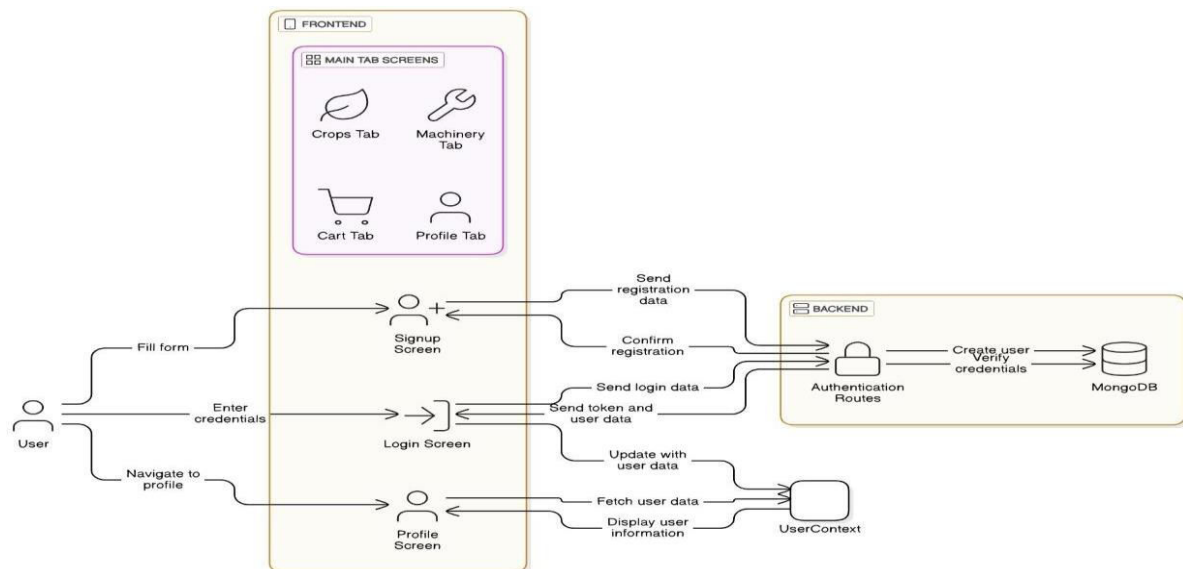 FRONTEND
MAIN TAB SCREENS
Crops Tab
Machinery
Tab
Cart Tab
Profile Tab
Send
registration
data
BACKEND
Fill form
Signup
Screen
Confirm
registration
Create user
Verify
credentials
Authentication
Routes
MongoDB
Send login data
Enter
credentials
Send token and
user data
User
Login Screen
Update with
user data
Navigate to
profile
Fetch user data
Profile
Screen
Display user
information
UserContext